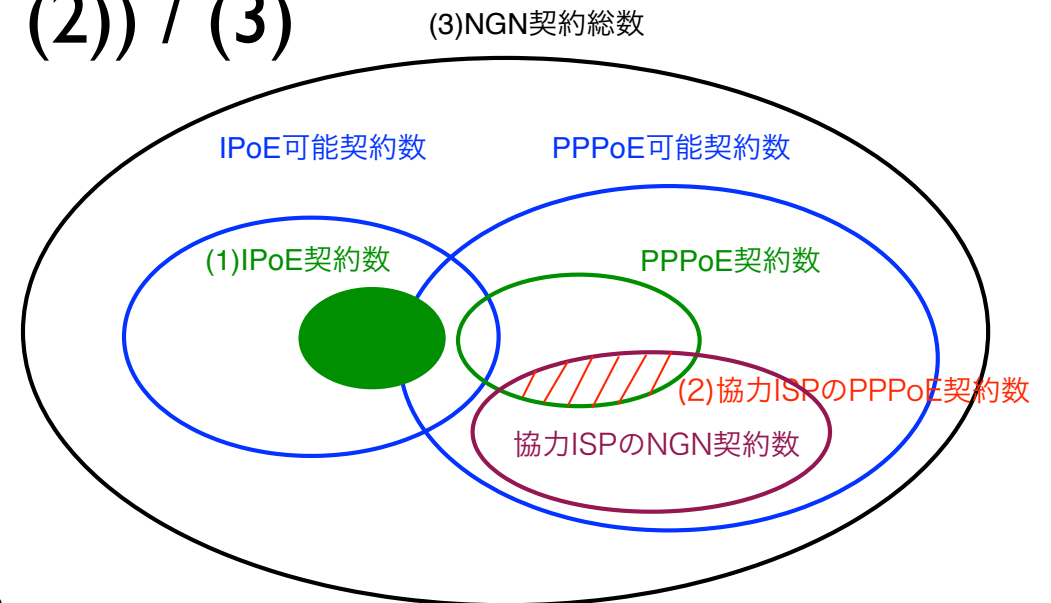 (2)) / (3)
(3)NGN契約総数
IPoE可能契約数
PPPoE可能契約数
(1)IPoE契約数
PPPoE契約数
(2)協力ISPのPPPoE契約数
協力ISPのNGN契約数